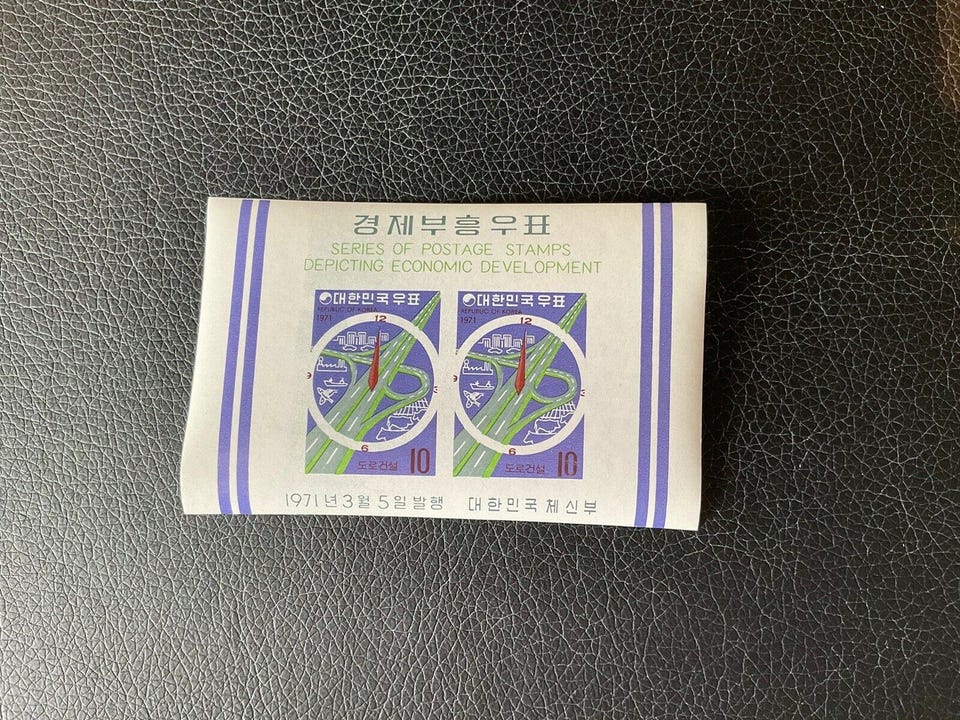 경제부흥우표
SERIES OF POSTAGE STAMPS
DEPICTING ECONOMIC DEVELOPMENT
대한민국우표
REPUBLIC OF KOREA
1971
12
3
6
9
도로건설 10
대한민국우표
REPUBLIC OF KOREA
1971
12
3
6
9
도로건설 10
1971년3월5일발행 대한민국체신부